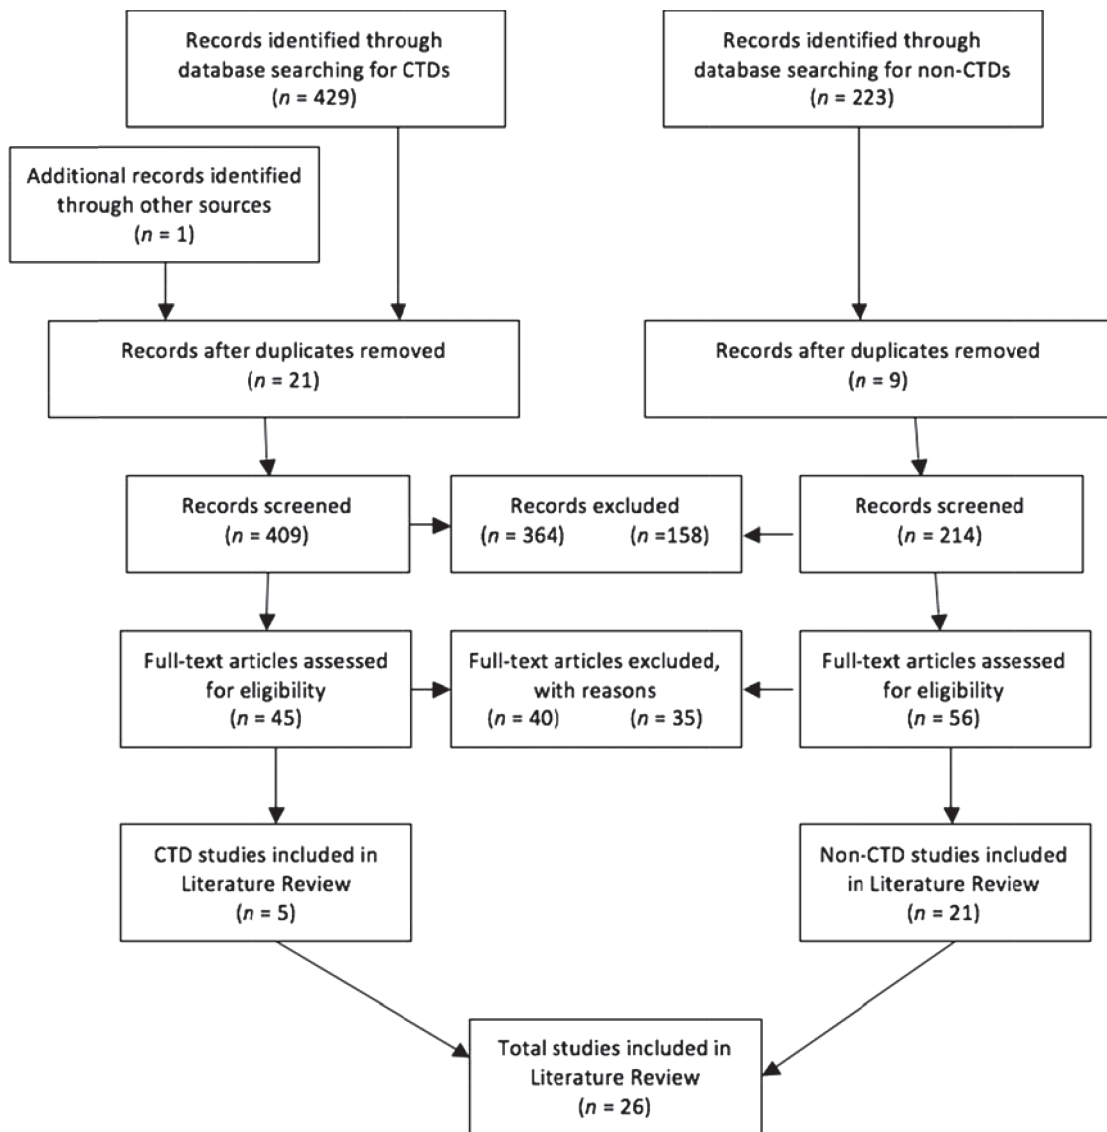 Records identified through
database searching for CTDs
(n = 429)
Records identified through
database searching for non-CTDs
(n = 223)
Additional records identified
through other sources
(n = 1)
Records after duplicates removed
(n = 21)
Records after duplicates removed
(n = 9)
Records screened
(n = 409)
Records excluded
(n = 364) (n =158)
Records screened
(n = 214)
Full-text articles assessed
for eligibility
(n = 45)
Full-text articles excluded,
with reasons
(n = 40) (n = 35)
Full-text articles assessed
for eligibility
(n = 56)
CTD studies included in
Literature Review
(n = 5)
Non-CTD studies included
in Literature Review
(n = 21)
Total studies included in
Literature Review
(n = 26)